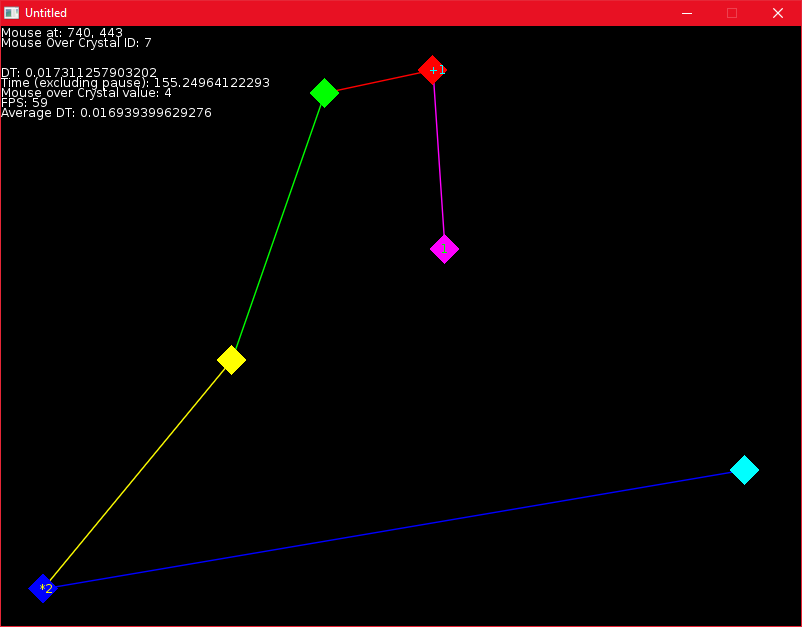 Untitled
Mouse at: 740, 443
Mouse Over Crystal ID: 7
DT: 0.017311257903202
Time (excluding pause): 155.24964122293
Mouse over Crystal value: 4
FPS: 59
Average DT: 0.016939399629276
+1
1
*2